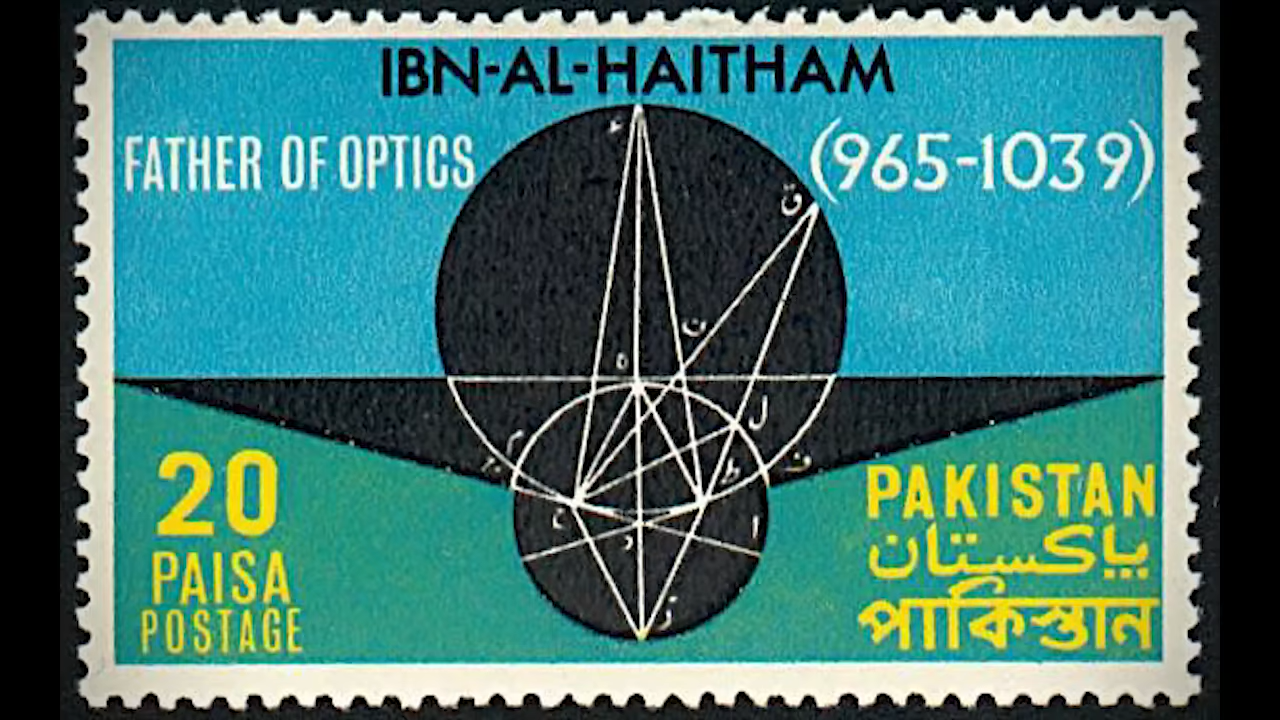 IBN-AL-HAITHAM
FATHER OF OPTICS
(965-1039)
ق
ن
ل
ط
20
PAISA
POSTAGE
PAKISTAN
پاکستان
পাকিস্তান